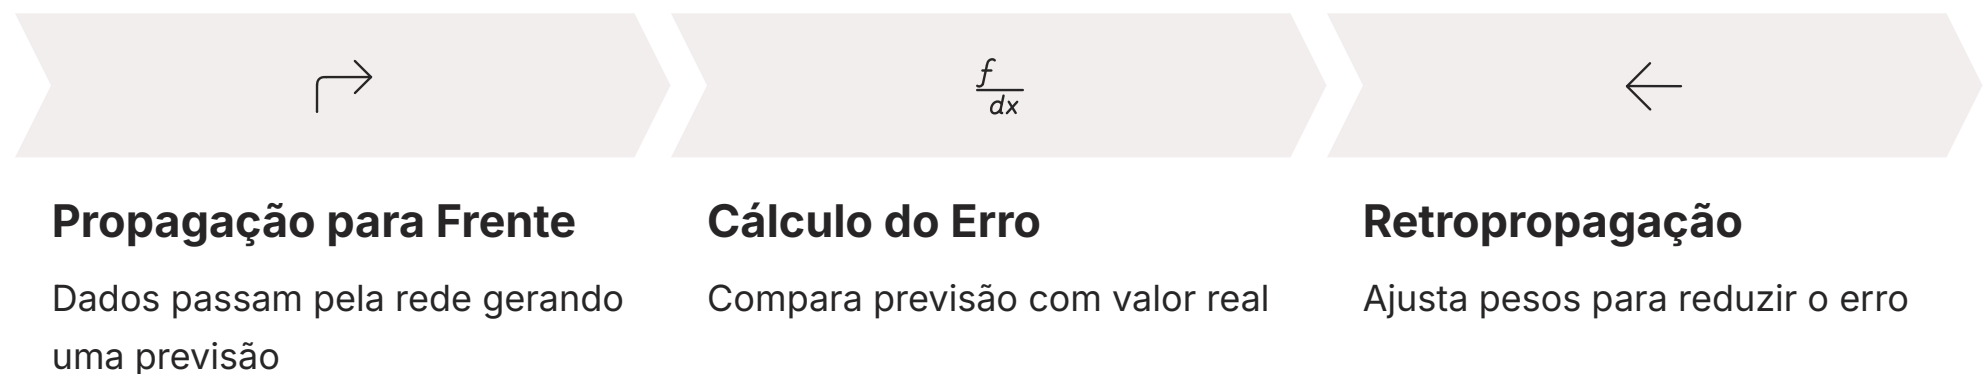 f
dx
Propagação para Frente
Dados passam pela rede gerando
uma previsão
Cálculo do Erro
Compara previsão com valor real
Retropropagação
Ajusta pesos para reduzir o erro